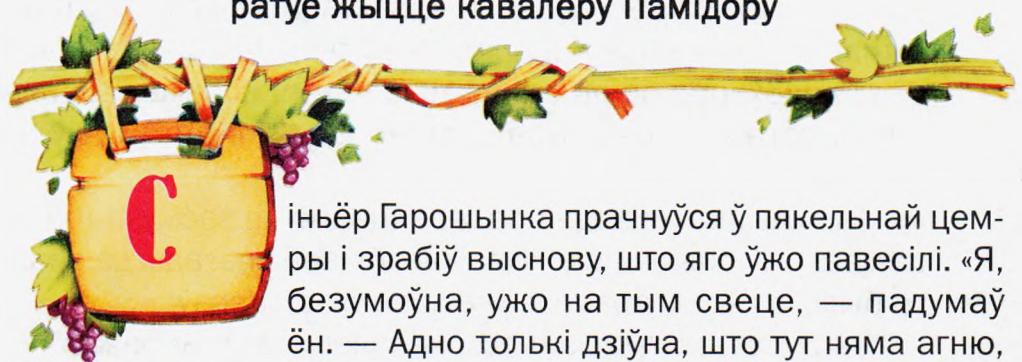 ратуе жыццё кавалеру Памідору
Сіньёр Гарошынка прачнуўся ў пякельнай цем-
ры і зрабіў выснову, што яго ўжо павесілі. «Я,
безумоўна, ужо на тым свеце, — падумаў
ён. — Адно толькі дзіўна, што тут няма агню,